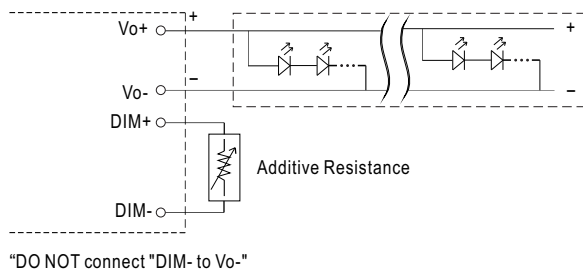 +
Vo+
+
−
−
Vo-
DIM+
Additive Resistance
DIM-
“DO NOT connect "DIM- to Vo-"